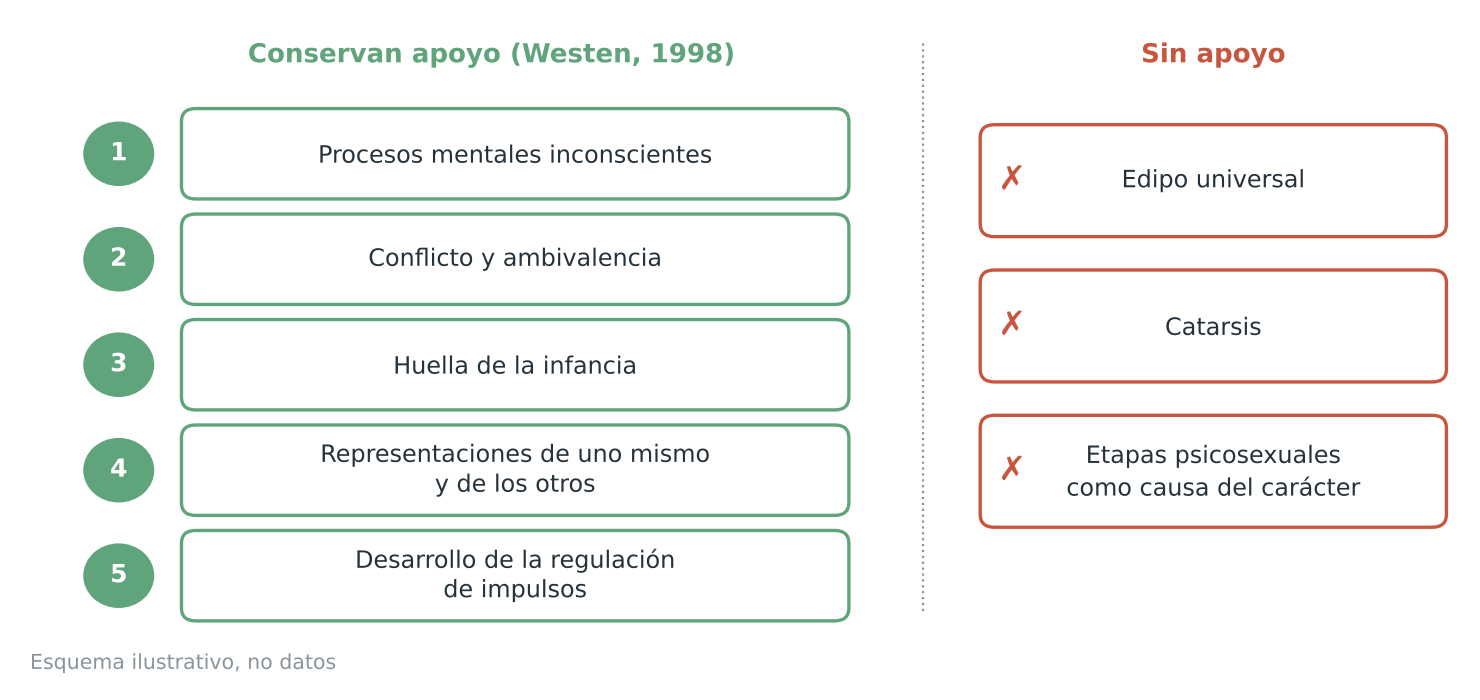 Conservan apoyo (Westen, 1998)
1
Procesos mentales inconscientes
2
Conflicto y ambivalencia
3
Huella de la infancia
4
Representaciones de uno mismo
y de los otros
5
Desarrollo de la regulación
de impulsos
Sin apoyo
✗
Edipo universal
✗
Catarsis
✗
Etapas psicosexuales
como causa del carácter
Esquema ilustrativo, no datos